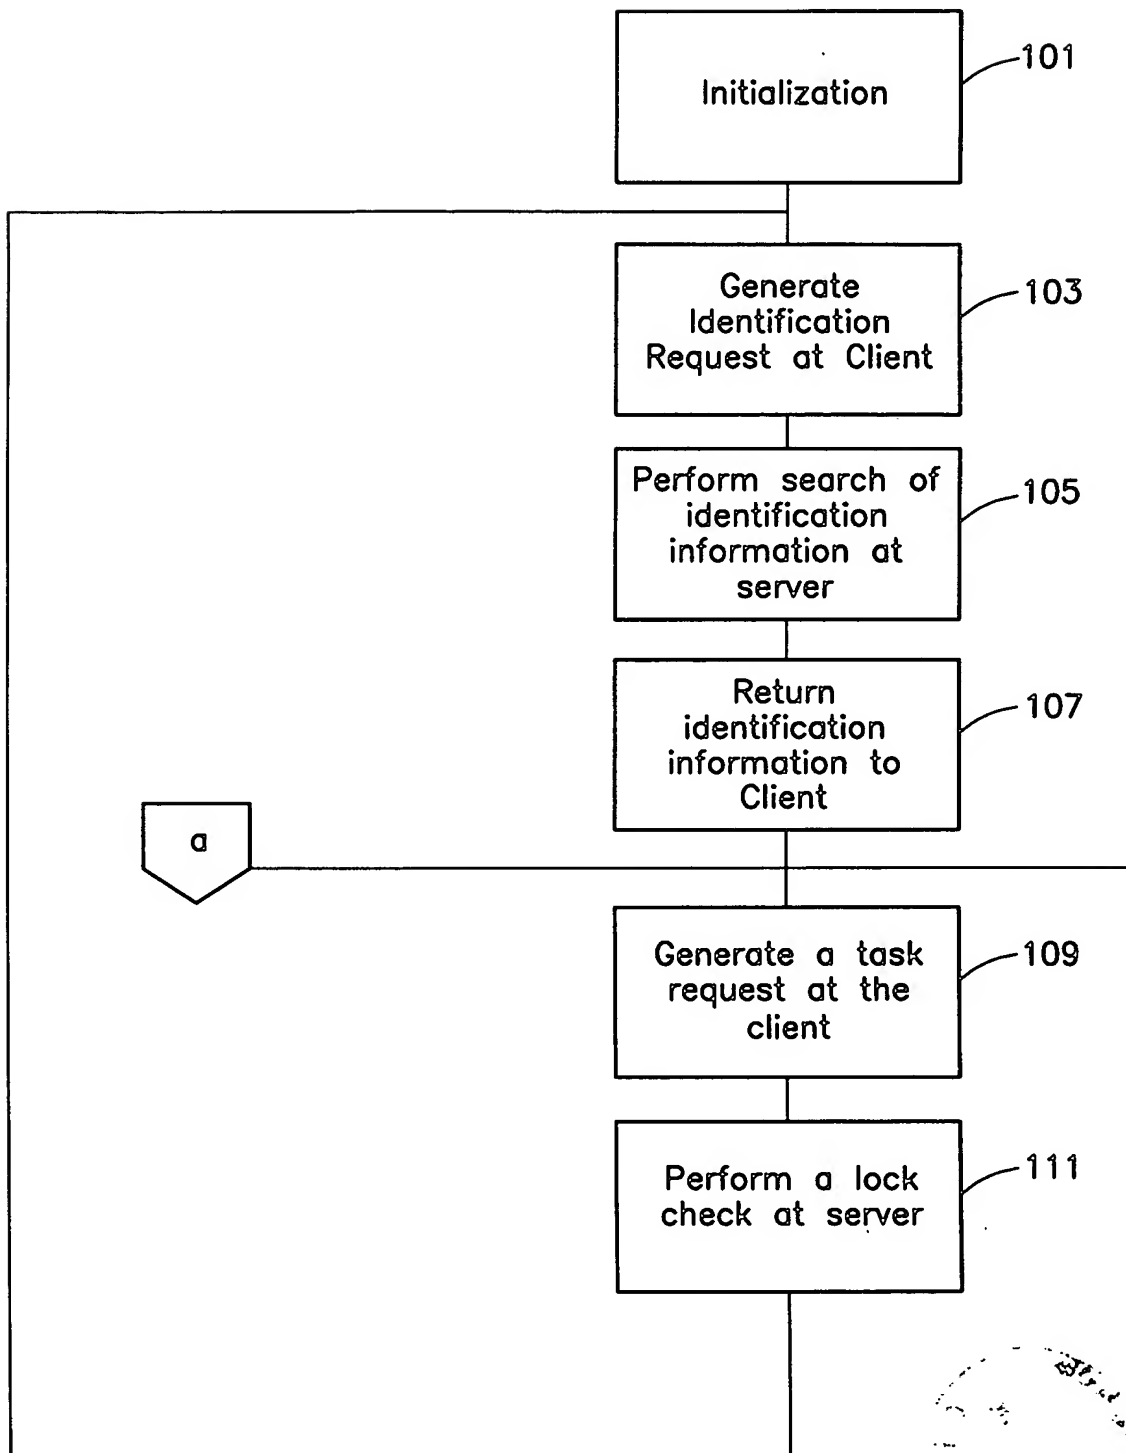 Initialization
101
Generate
Identification
Request at Client
103
Perform search of
identification
information at
server
105
Return
identification
information to
Client
107
a
Generate a task
request at the
client
109
Perform a lock
check at server
111